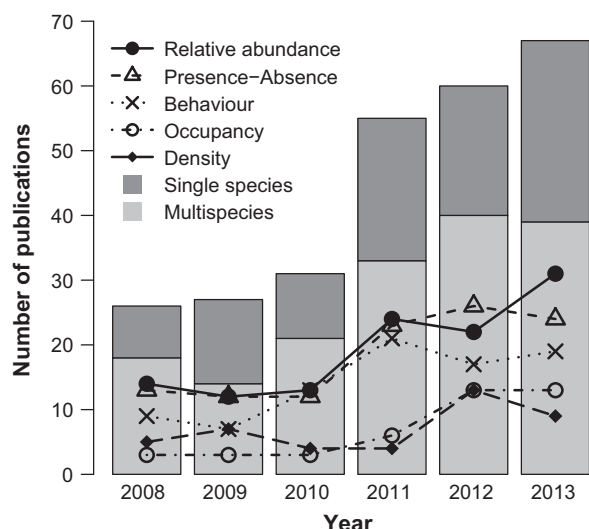 70
60
50
40
30
20
10
0
Number of publications
Relative abundance
Presence−Absence
Behaviour
Occupancy
Density
Single species
Multispecies
2008 2009 2010 2011 2012 2013
Year